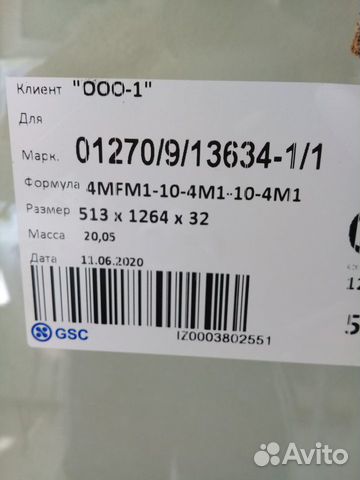 Клиент "ООО-1"
Для
Марк. 01270/9/13634-1/1
Формула 4MFM1-10-4M1-10-4M1
Размер 513 x 1264 x 32
Масса 20,05
Дата 11.06.2020
GSC IZ0003802551
Avito